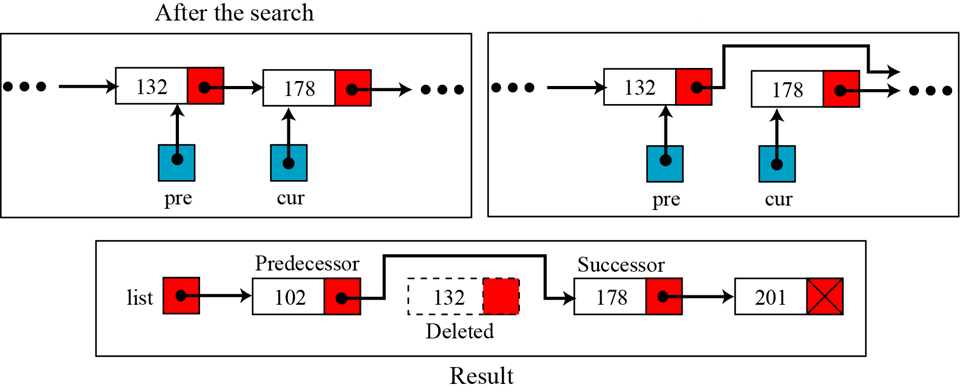 After the search
132 178
pre cur
132 178
pre cur
Predecessor Successor
list 102 132 178 201
Deleted
Result